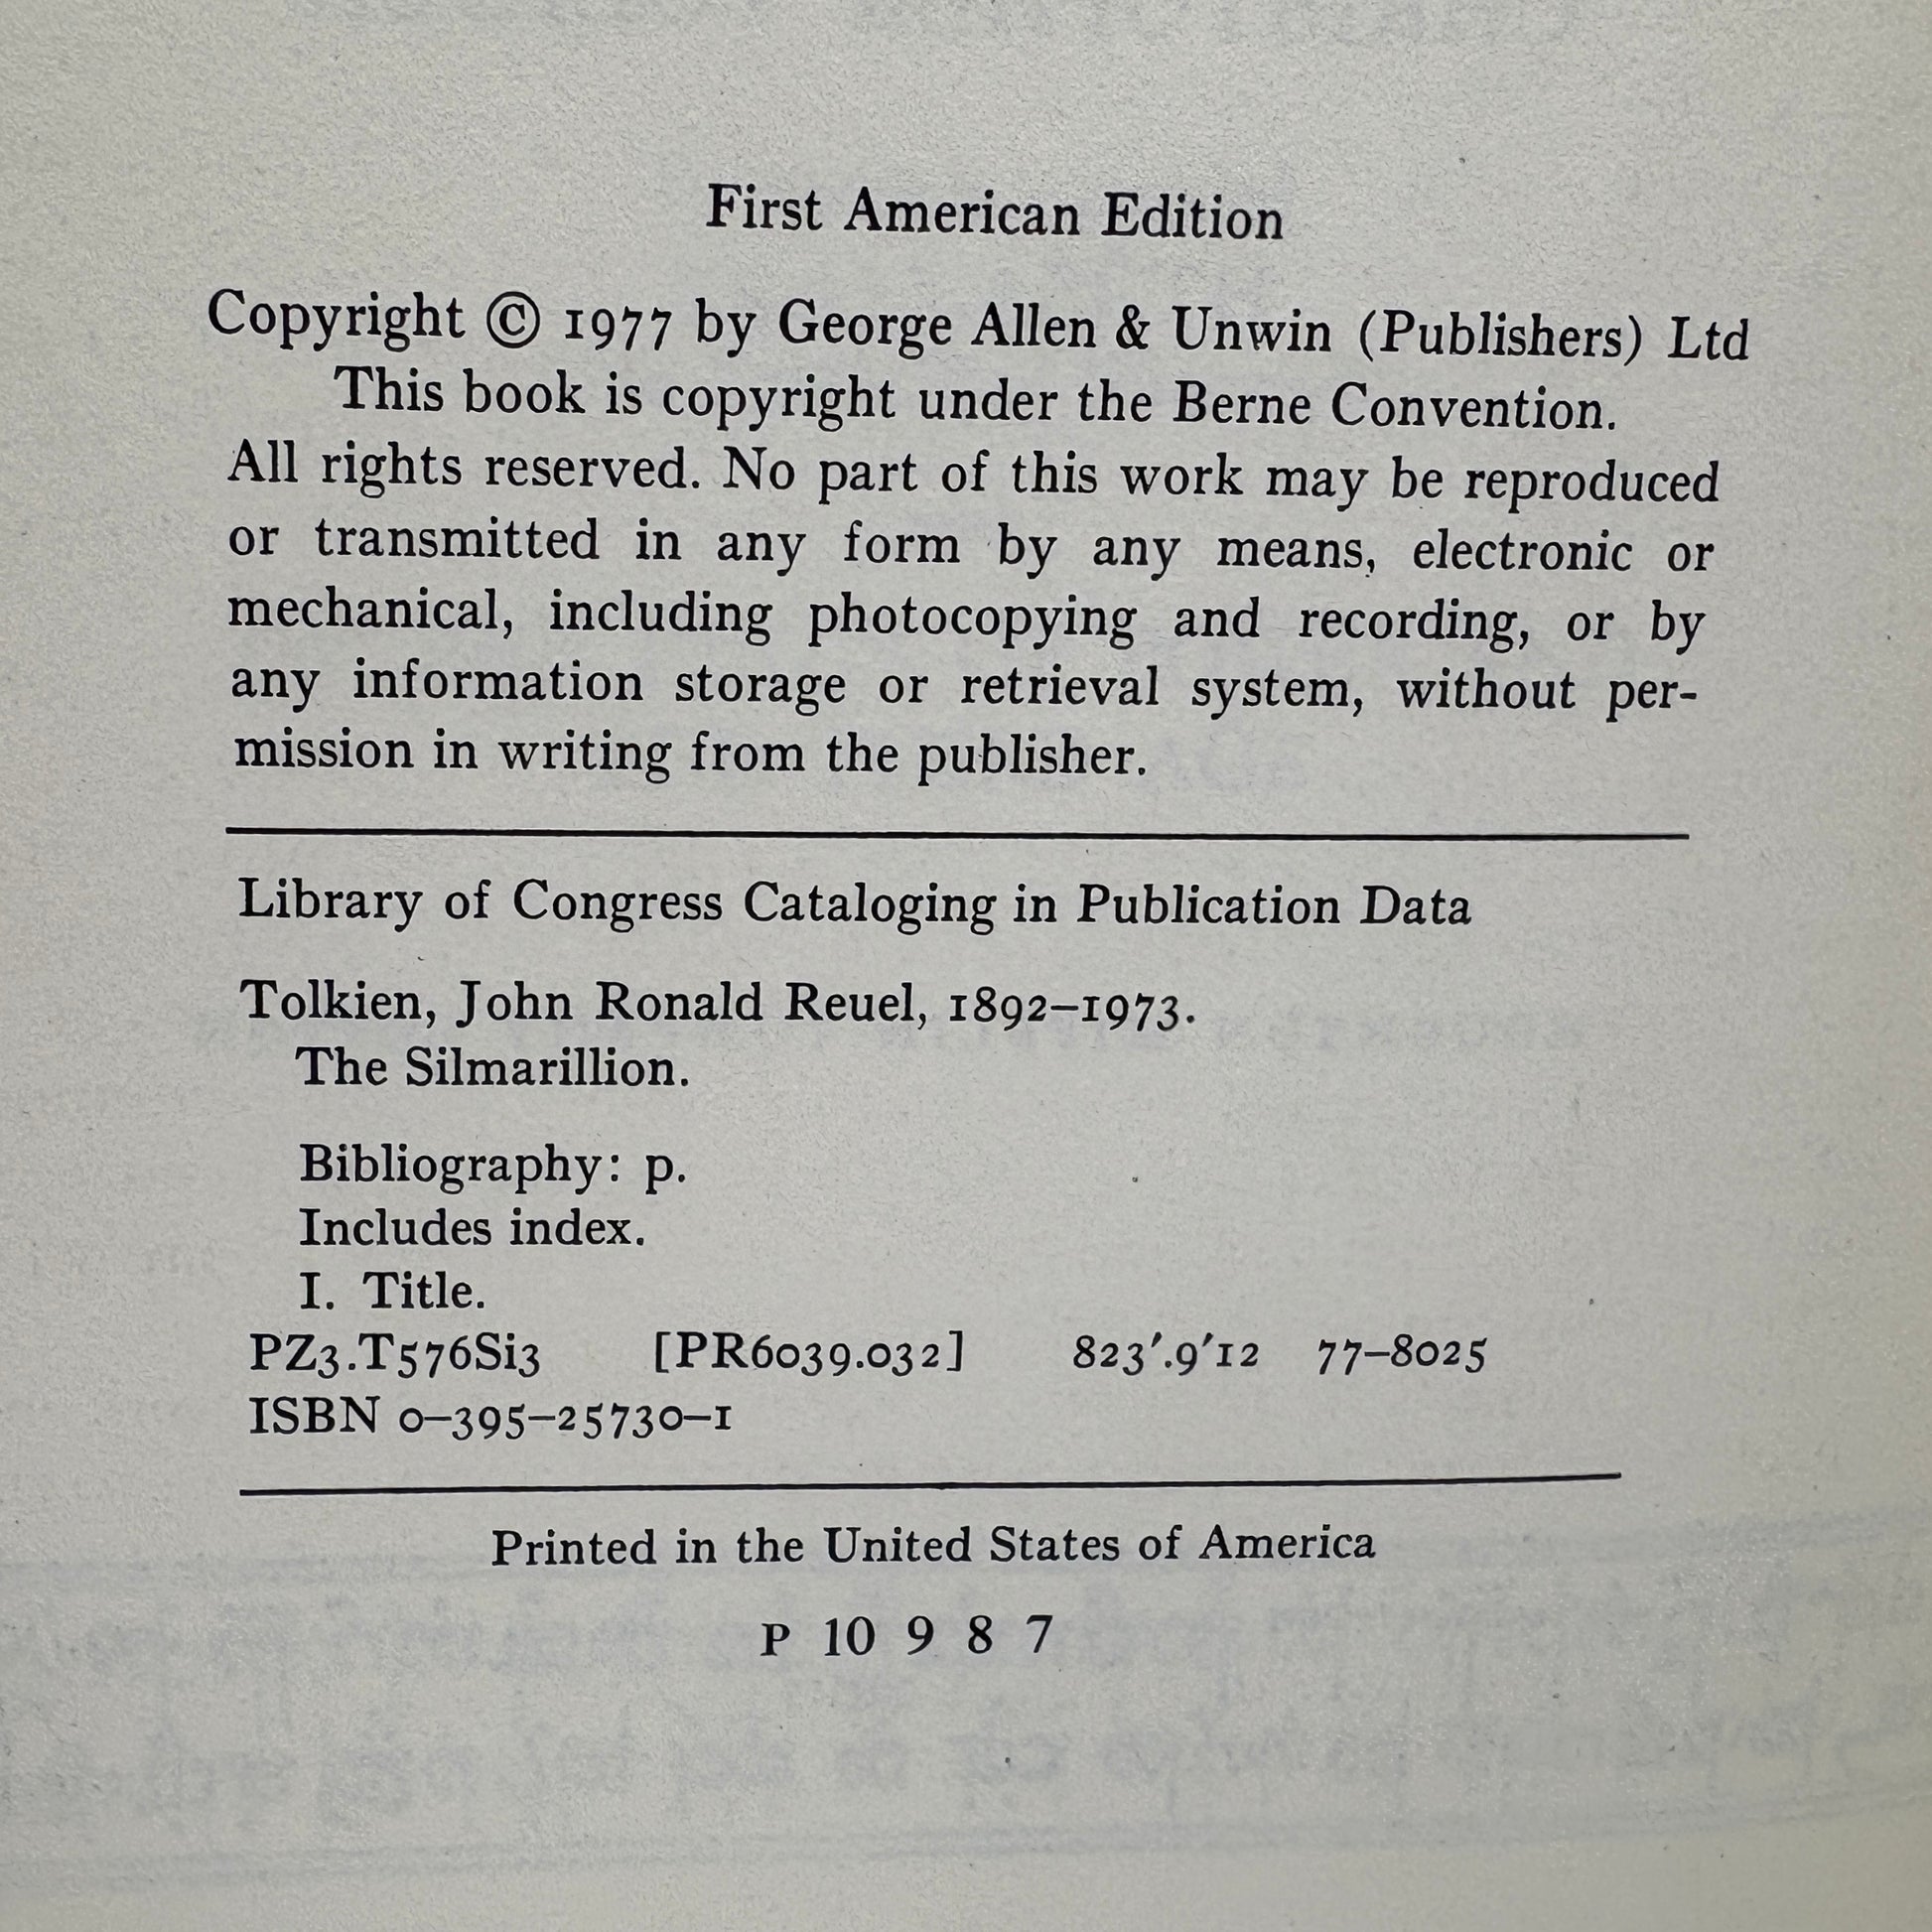 First American Edition
Copyright © 1977 by George Allen & Unwin (Publishers) Ltd
This book is copyright under the Berne Convention.
All rights reserved. No part of this work may be reproduced
or transmitted in any form by any means, electronic or
mechanical, including photocopying and recording, or by
any information storage or retrieval system, without per-
mission in writing from the publisher.
Library of Congress Cataloging in Publication Data
Tolkien, John Ronald Reuel, 1892–1973.
The Silmarillion.
Bibliography: p.
Includes index.
I. Title.
PZ3.T576Si3 [PR6039.032] 823′.9′12 77–8025
ISBN 0–395–25730–1
Printed in the United States of America
P 10 9 8 7